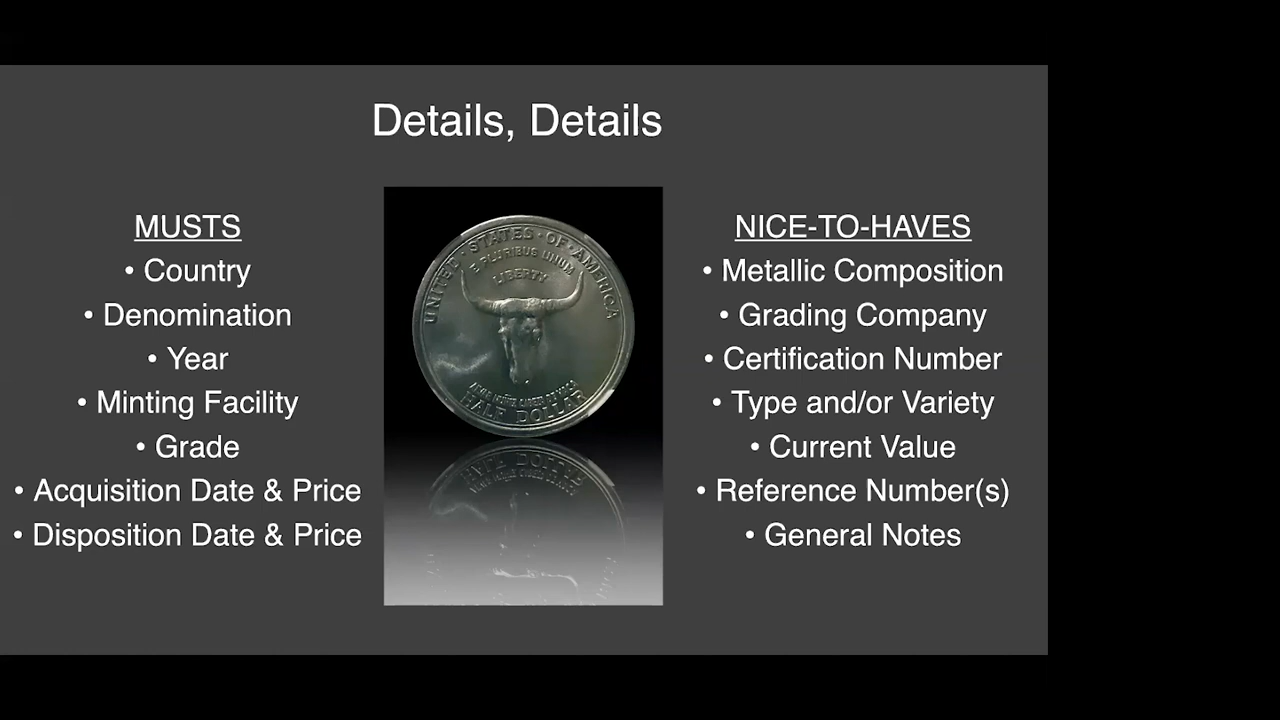 Details, Details
MUSTS
• Country
• Denomination
• Year
• Minting Facility
• Grade
• Acquisition Date & Price
• Disposition Date & Price
UNITED • STATES • OF • AMERICA
E PLURIBUS UNUM
LIBERTY
HALF DOLLAR
NICE-TO-HAVES
• Metallic Composition
• Grading Company
• Certification Number
• Type and/or Variety
• Current Value
• Reference Number(s)
• General Notes